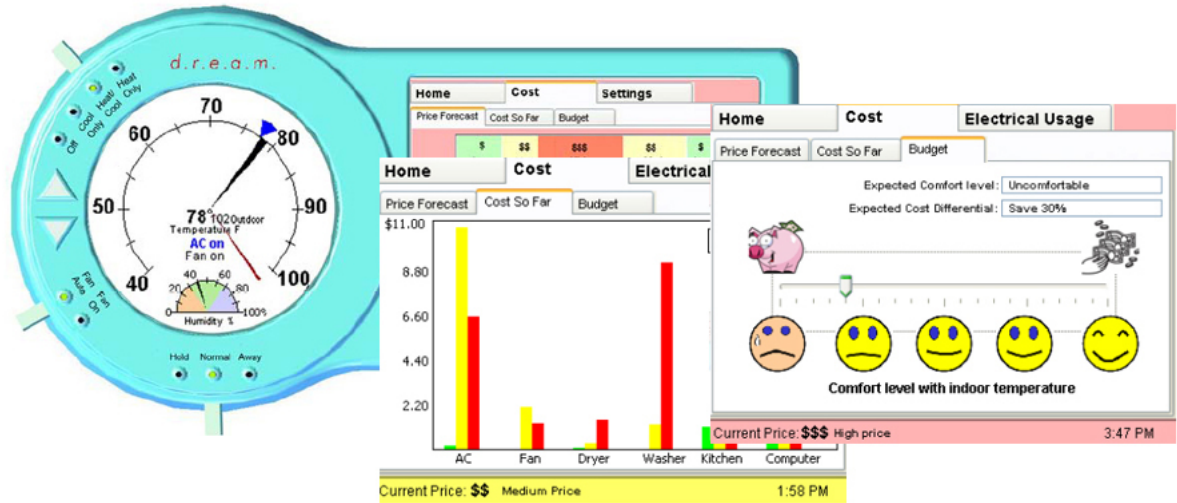 d.r.e.a.m.
Off
Cool Only
Heat/Cool
Heat Only
40
50
60
70
80
90
100
78°
102 Outdoor
Temperature F
AC on
Fan on
20
40
60
80
0
100%
Humidity %
Fan Auto
Fan On
Hold Normal Away
Home Cost Settings
Price Forecast Cost So Far Budget
$ $$ $$$ $$ $
Home Cost Electrical
Price Forecast Cost So Far Budget
$11.00
8.80
6.60
4.40
2.20
AC Fan Dryer Washer Kitchen Computer
Current Price: $$ Medium Price 1:58 PM
Home Cost Electrical Usage
Price Forecast Cost So Far Budget
Expected Comfort level: Uncomfortable
Expected Cost Differential: Save 30%
Comfort level with indoor temperature
Current Price: $$$ High price 3:47 PM